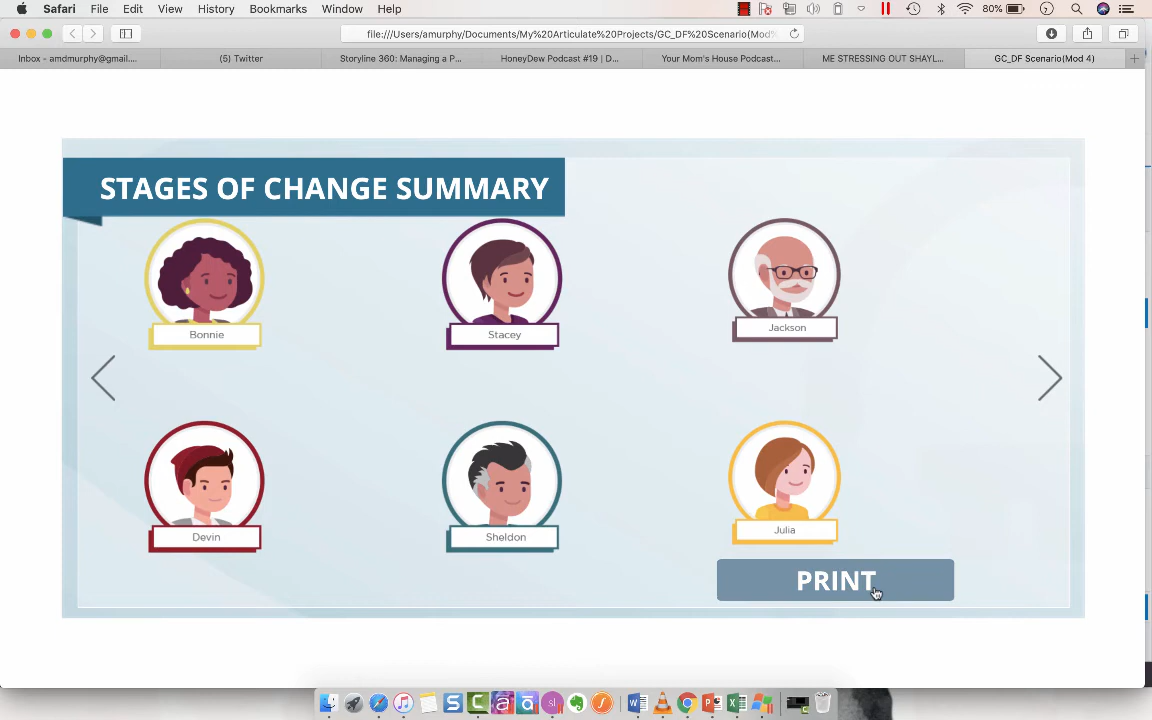 Safari File Edit View History Bookmarks Window Help 80%
file:///Users/amurphy/Documents/My%20Articulate%20Projects/GC_DF%20Scenario(Mod%
Inbox - amdmurphy@gmail.... (5) Twitter Storyline 360: Managing a P... HoneyDew Podcast #19 | D... Your Mom's House Podcast... ME STRESSING OUT SHAYL... GC_DF Scenario(Mod 4)
STAGES OF CHANGE SUMMARY
Bonnie Stacey Jackson
Devin Sheldon Julia
PRINT